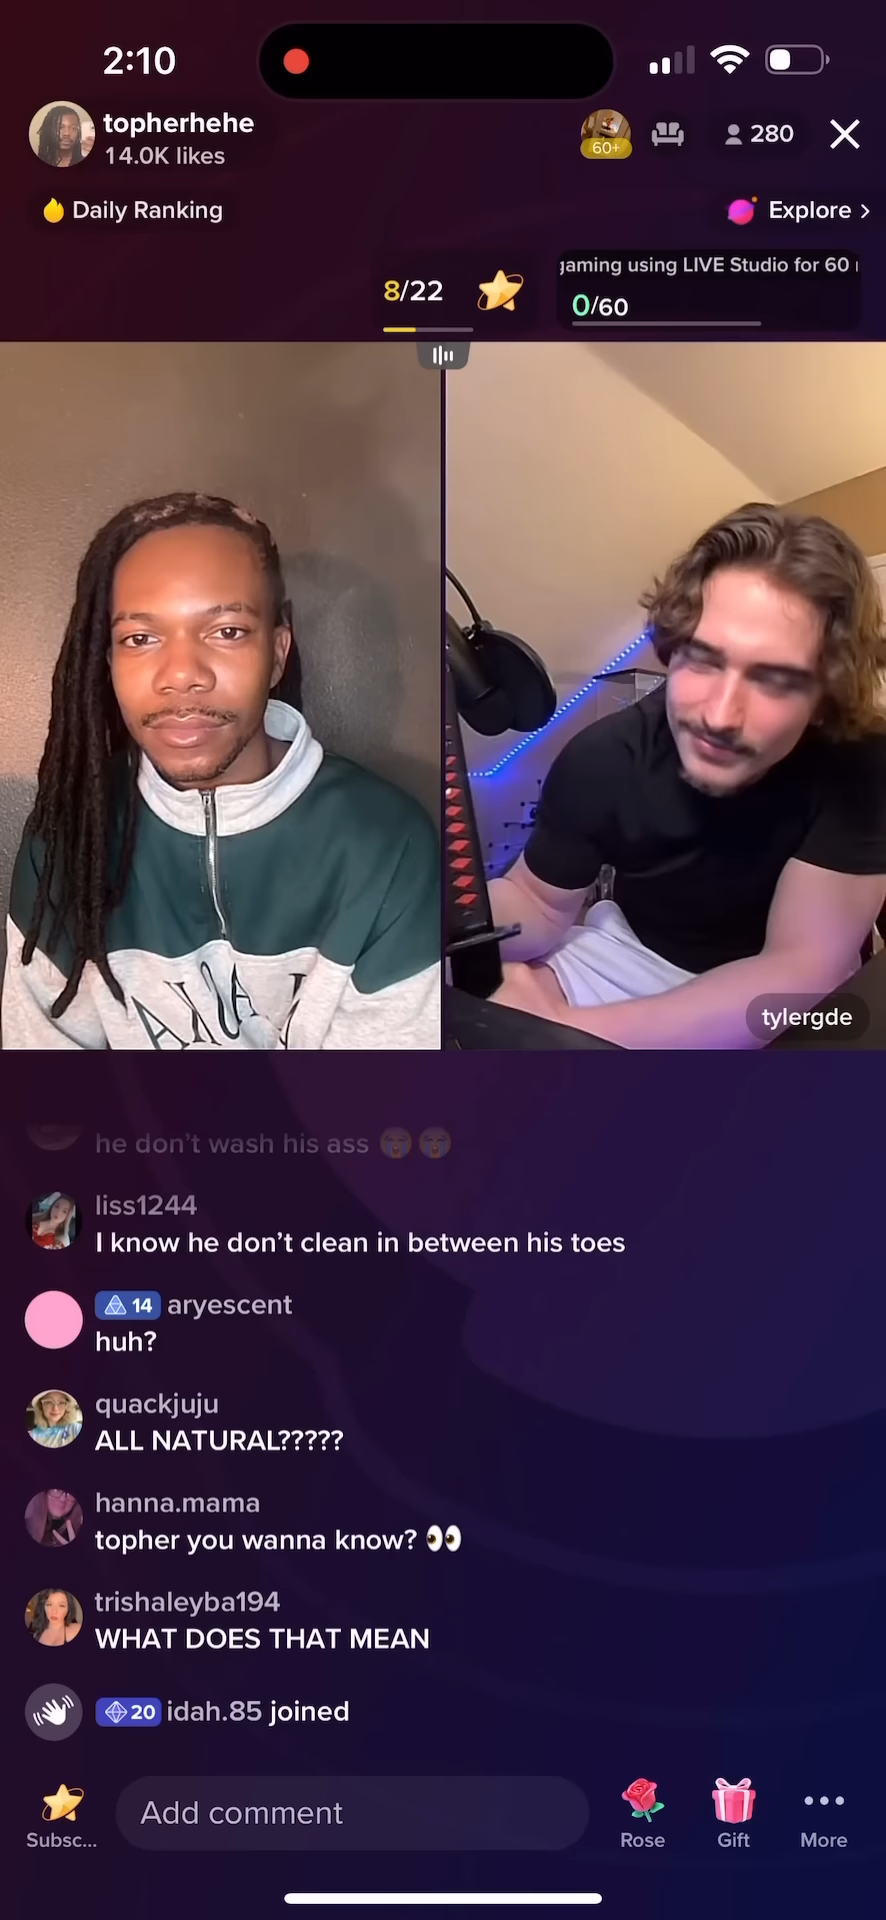 2:10
topherhehe
14.0K likes
60+
280
Daily Ranking
Explore >
8/22
gaming using LIVE Studio for 60
0/60
tylergde
he don’t wash his ass 😭😭
liss1244
I know he don’t clean in between his toes
14 aryescent
huh?
quackjuju
ALL NATURAL?????
hanna.mama
topher you wanna know? 👀
trishaleyba194
WHAT DOES THAT MEAN
20 idah.85 joined
Add comment
Subsc...
Rose
Gift
More